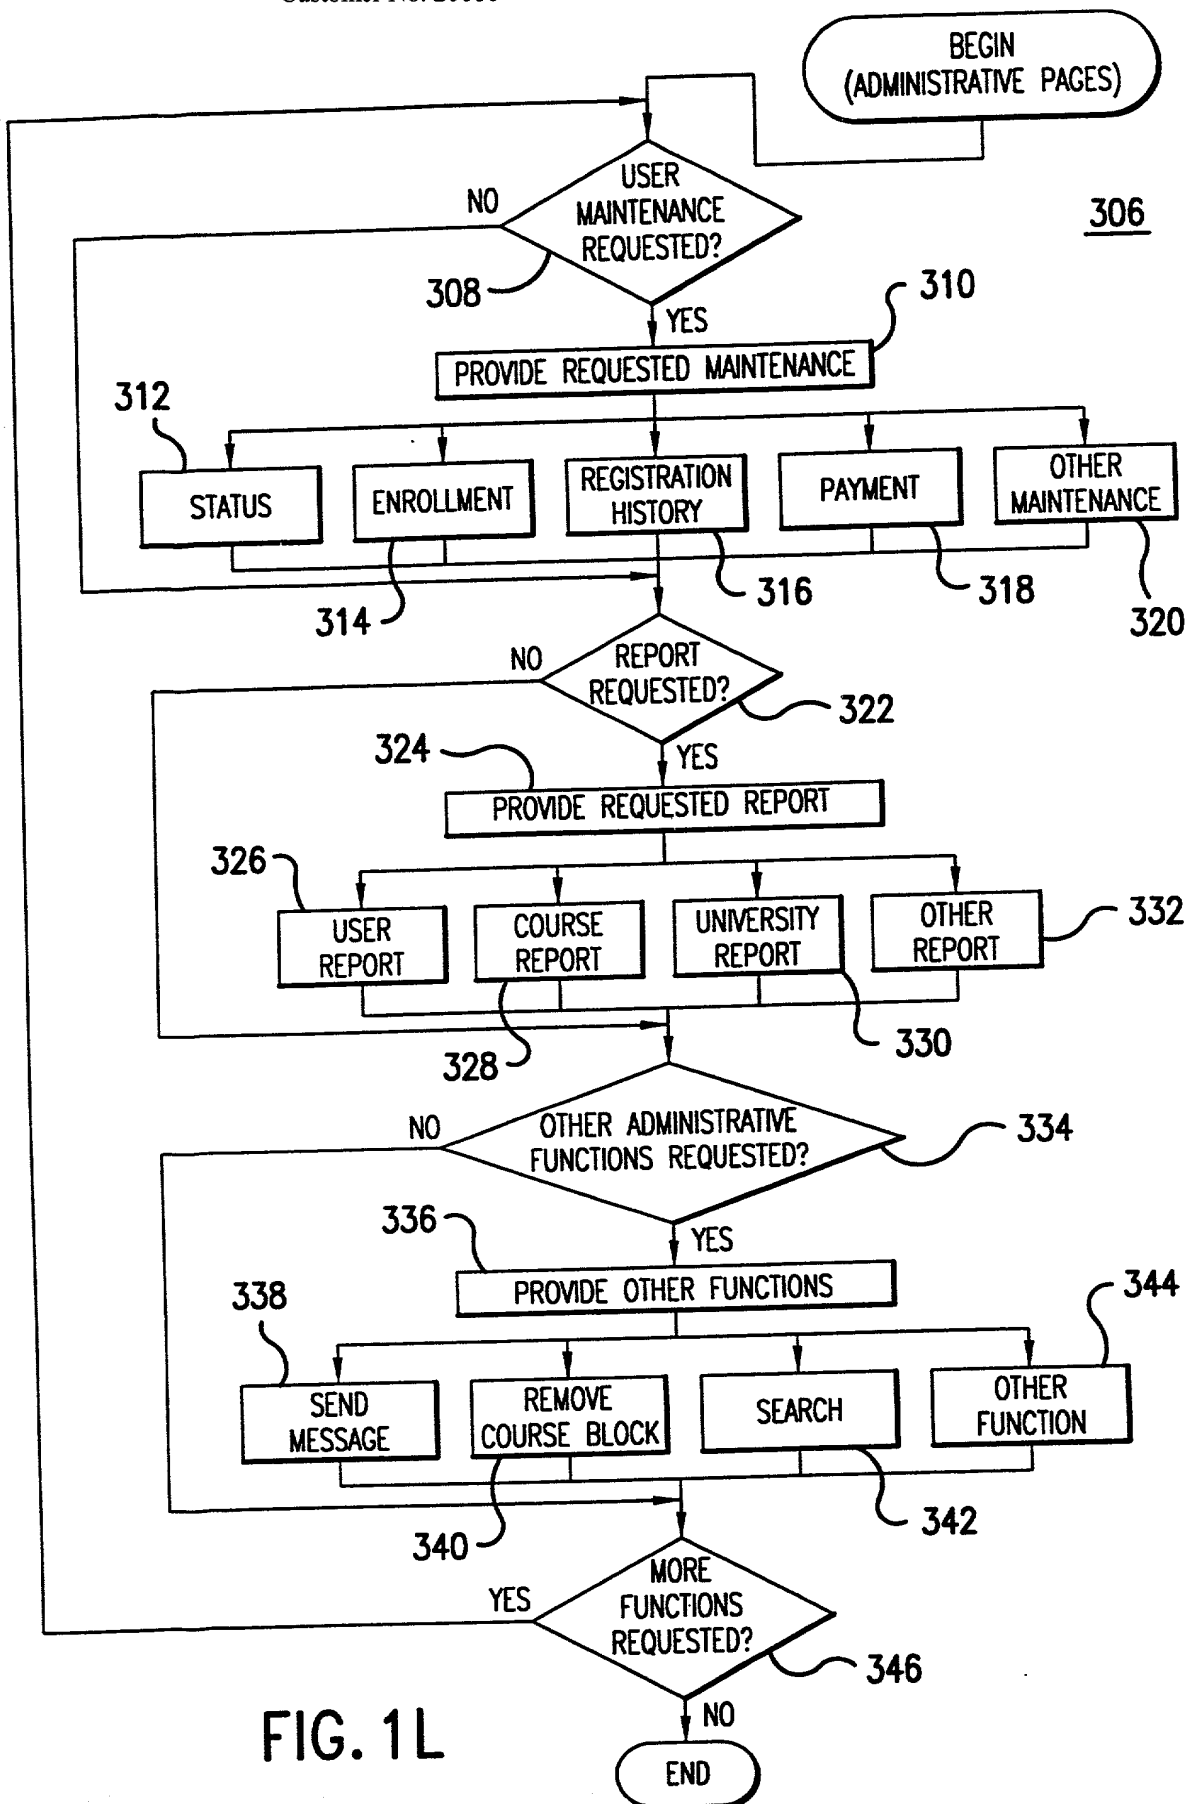 BEGIN
(ADMINISTRATIVE PAGES)
USER
MAINTENANCE
REQUESTED?
NO
306
308
310
YES
PROVIDE REQUESTED MAINTENANCE
312
STATUS
ENROLLMENT
REGISTRATION
HISTORY
PAYMENT
OTHER
MAINTENANCE
314
316
318
320
NO
REPORT
REQUESTED?
322
324
YES
PROVIDE REQUESTED REPORT
326
USER
REPORT
COURSE
REPORT
UNIVERSITY
REPORT
OTHER
REPORT
332
328
330
NO
OTHER ADMINISTRATIVE
FUNCTIONS REQUESTED?
334
336
YES
PROVIDE OTHER FUNCTIONS
338
344
SEND
MESSAGE
REMOVE
COURSE BLOCK
SEARCH
OTHER
FUNCTION
340
342
YES
MORE
FUNCTIONS
REQUESTED?
346
NO
FIG. 1L
END